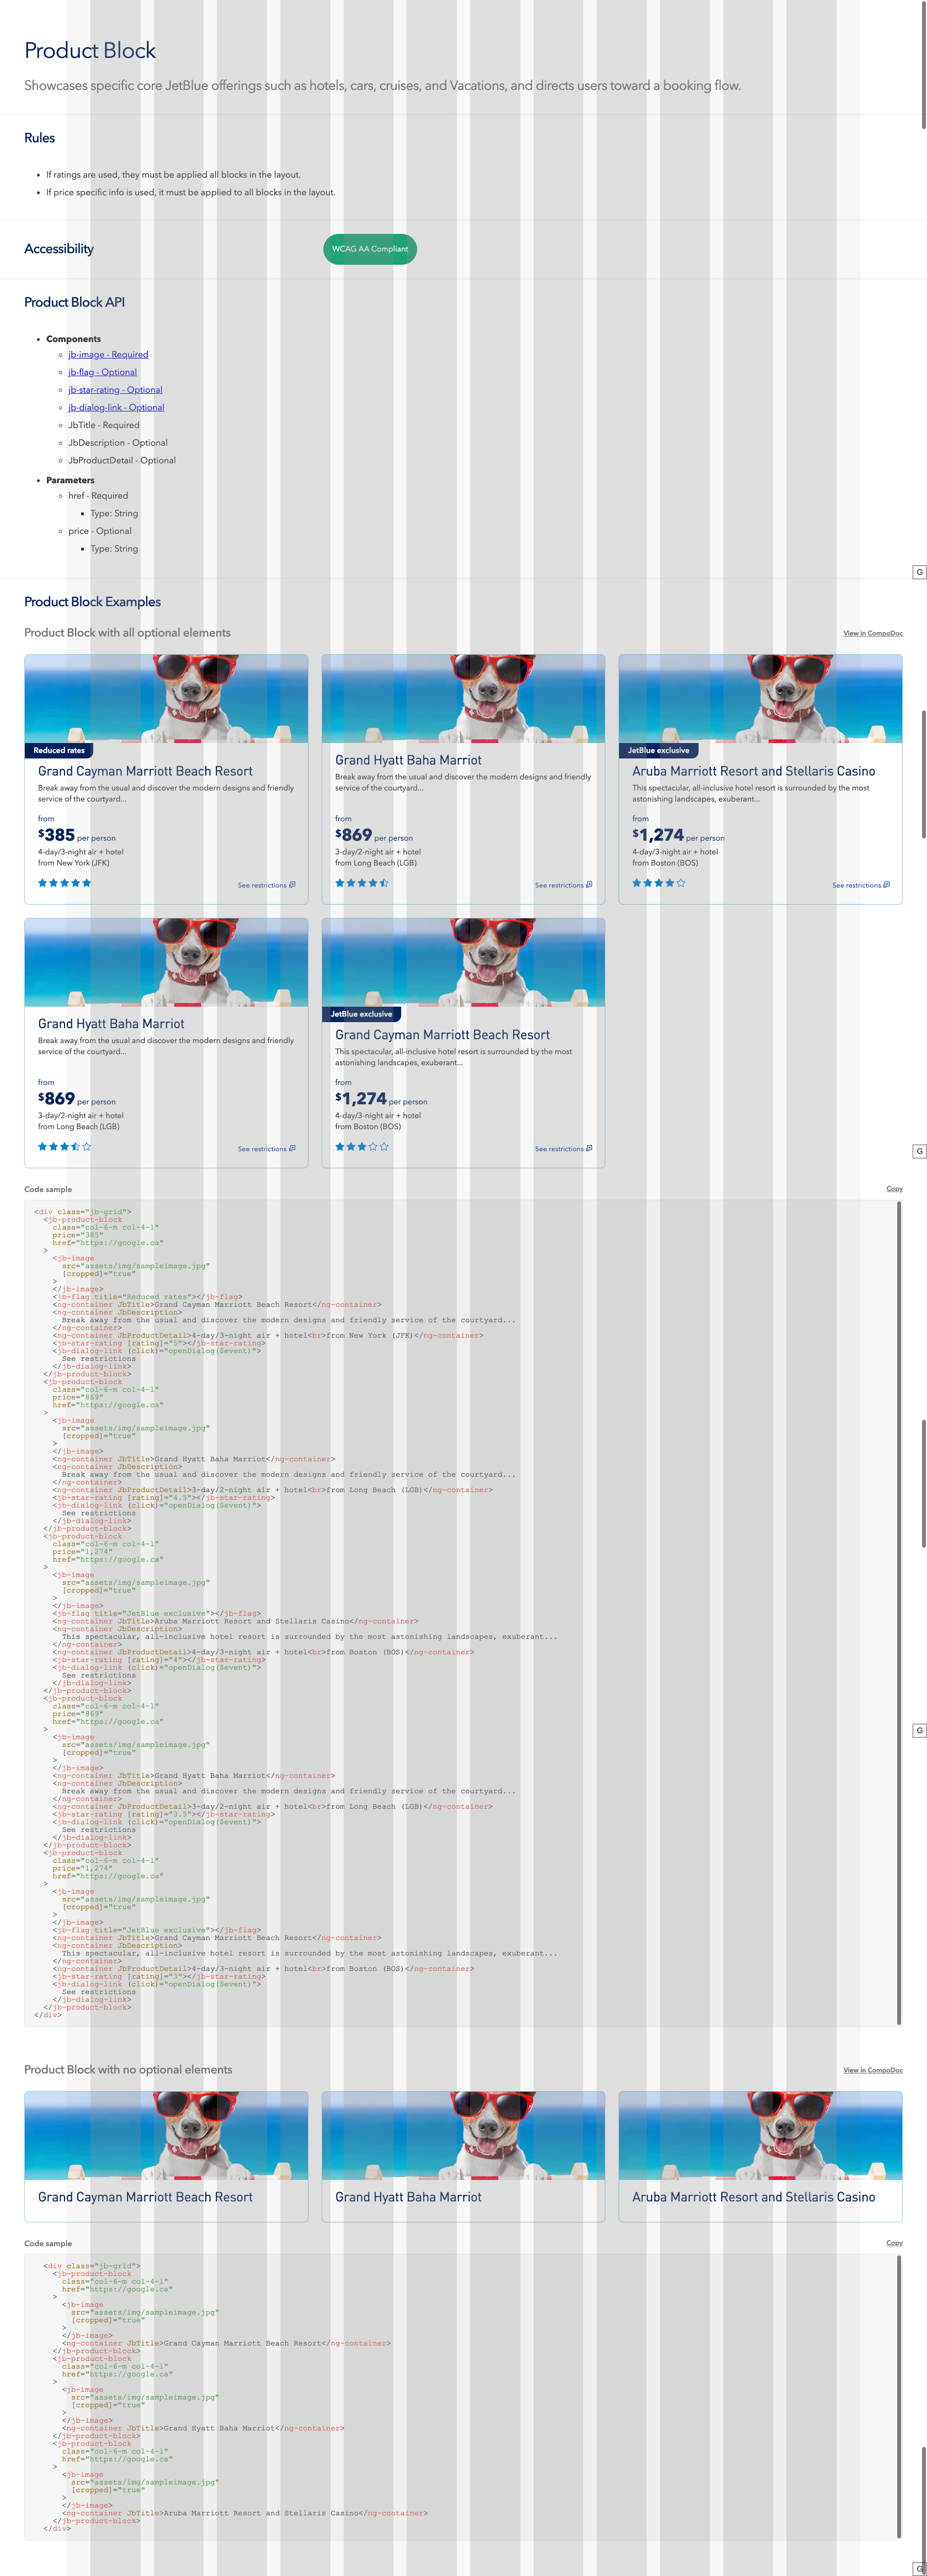 Product Block
Showcases specific core JetBlue offerings such as hotels, cars, cruises, and Vacations, and directs users toward a booking flow.
Rules
• If ratings are used, they must be applied all blocks in the layout.
• If price specific info is used, it must be applied to all blocks in the layout.
Accessibility
WCAG AA Compliant
Product Block API
• Components
jb-image - Required
jb-flag - Optional
jb-star-rating - Optional
jb-dialog-link - Optional
JbTitle - Required
JbDescription - Optional
JbProductDetail - Optional
• Parameters
href - Required
Type: String
price - Optional
Type: String
G
Product Block Examples
Product Block with all optional elements
View in CompoDoc
Reduced rates
Grand Cayman Marriott Beach Resort
Break away from the usual and discover the modern designs and friendly
service of the courtyard...
from
$385 per person
4-day/3-night air + hotel
from New York (JFK)
See restrictions
Grand Hyatt Baha Marriot
Break away from the usual and discover the modern designs and friendly
service of the courtyard...
from
$869 per person
3-day/2-night air + hotel
from Long Beach (LGB)
See restrictions
JetBlue exclusive
Aruba Marriott Resort and Stellaris Casino
This spectacular, all-inclusive hotel resort is surrounded by the most
astonishing landscapes, exuberant...
from
$1,274 per person
4-day/3-night air + hotel
from Boston (BOS)
See restrictions
Grand Hyatt Baha Marriot
Break away from the usual and discover the modern designs and friendly
service of the courtyard...
from
$869 per person
3-day/2-night air + hotel
from Long Beach (LGB)
See restrictions
JetBlue exclusive
Grand Cayman Marriott Beach Resort
This spectacular, all-inclusive hotel resort is surrounded by the most
astonishing landscapes, exuberant...
from
$1,274 per person
4-day/3-night air + hotel
from Boston (BOS)
See restrictions
G
Code sample
Copy
<div class="jb-grid">
<jb-product-block
class="col-6-m col-4-l"
price="385"
href="https://google.ca"
>
<jb-image
src="assets/img/sampleimage.jpg"
[cropped]="true"
>
</jb-image>
<jb-flag title="Reduced rates"></jb-flag>
<ng-container JbTitle>Grand Cayman Marriott Beach Resort</ng-container>
<ng-container JbDescription>
Break away from the usual and discover the modern designs and friendly service of the courtyard...
</ng-container>
<ng-container JbProductDetail>4-day/3-night air + hotel<br>from New York (JFK)</ng-container>
<jb-star-rating [rating]="5"></jb-star-rating>
<jb-dialog-link (click)="openDialog($event)">
See restrictions
</jb-dialog-link>
</jb-product-block>
<jb-product-block
class="col-6-m col-4-l"
price="869"
href="https://google.ca"
>
<jb-image
src="assets/img/sampleimage.jpg"
[cropped]="true"
>
</jb-image>
<ng-container JbTitle>Grand Hyatt Baha Marriot</ng-container>
<ng-container JbDescription>
Break away from the usual and discover the modern designs and friendly service of the courtyard...
</ng-container>
<ng-container JbProductDetail>3-day/2-night air + hotel<br>from Long Beach (LGB)</ng-container>
<jb-star-rating [rating]="4.5"></jb-star-rating>
<jb-dialog-link (click)="openDialog($event)">
See restrictions
</jb-dialog-link>
</jb-product-block>
<jb-product-block
class="col-6-m col-4-l"
price="1,274"
href="https://google.ca"
>
<jb-image
src="assets/img/sampleimage.jpg"
[cropped]="true"
>
</jb-image>
<jb-flag title="JetBlue exclusive"></jb-flag>
<ng-container JbTitle>Aruba Marriott Resort and Stellaris Casino</ng-container>
<ng-container JbDescription>
This spectacular, all-inclusive hotel resort is surrounded by the most astonishing landscapes, exuberant...
</ng-container>
<ng-container JbProductDetail>4-day/3-night air + hotel<br>from Boston (BOS)</ng-container>
<jb-star-rating [rating]="4"></jb-star-rating>
<jb-dialog-link (click)="openDialog($event)">
See restrictions
</jb-dialog-link>
</jb-product-block>
<jb-product-block
class="col-6-m col-4-l"
price="869"
href="https://google.ca"
>
G
<jb-image
src="assets/img/sampleimage.jpg"
[cropped]="true"
>
</jb-image>
<ng-container JbTitle>Grand Hyatt Baha Marriot</ng-container>
<ng-container JbDescription>
Break away from the usual and discover the modern designs and friendly service of the courtyard...
</ng-container>
<ng-container JbProductDetail>3-day/2-night air + hotel<br>from Long Beach (LGB)</ng-container>
<jb-star-rating [rating]="3.5"></jb-star-rating>
<jb-dialog-link (click)="openDialog($event)">
See restrictions
</jb-dialog-link>
</jb-product-block>
<jb-product-block
class="col-6-m col-4-l"
price="1,274"
href="https://google.ca"
>
<jb-image
src="assets/img/sampleimage.jpg"
[cropped]="true"
>
</jb-image>
<jb-flag title="JetBlue exclusive"></jb-flag>
<ng-container JbTitle>Grand Cayman Marriott Beach Resort</ng-container>
<ng-container JbDescription>
This spectacular, all-inclusive hotel resort is surrounded by the most astonishing landscapes, exuberant...
</ng-container>
<ng-container JbProductDetail>4-day/3-night air + hotel<br>from Boston (BOS)</ng-container>
<jb-star-rating [rating]="3"></jb-star-rating>
<jb-dialog-link (click)="openDialog($event)">
See restrictions
</jb-dialog-link>
</jb-product-block>
</div>
Product Block with no optional elements
View in CompoDoc
Grand Cayman Marriott Beach Resort
Grand Hyatt Baha Marriot
Aruba Marriott Resort and Stellaris Casino
Code sample
Copy
<div class="jb-grid">
<jb-product-block
class="col-6-m col-4-l"
href="https://google.ca"
>
<jb-image
src="assets/img/sampleimage.jpg"
[cropped]="true"
>
</jb-image>
<ng-container JbTitle>Grand Cayman Marriott Beach Resort</ng-container>
</jb-product-block>
<jb-product-block
class="col-6-m col-4-l"
href="https://google.ca"
>
<jb-image
src="assets/img/sampleimage.jpg"
[cropped]="true"
>
</jb-image>
<ng-container JbTitle>Grand Hyatt Baha Marriot</ng-container>
</jb-product-block>
<jb-product-block
class="col-6-m col-4-l"
href="https://google.ca"
>
<jb-image
src="assets/img/sampleimage.jpg"
[cropped]="true"
>
</jb-image>
<ng-container JbTitle>Aruba Marriott Resort and Stellaris Casino</ng-container>
</jb-product-block>
</div>
G